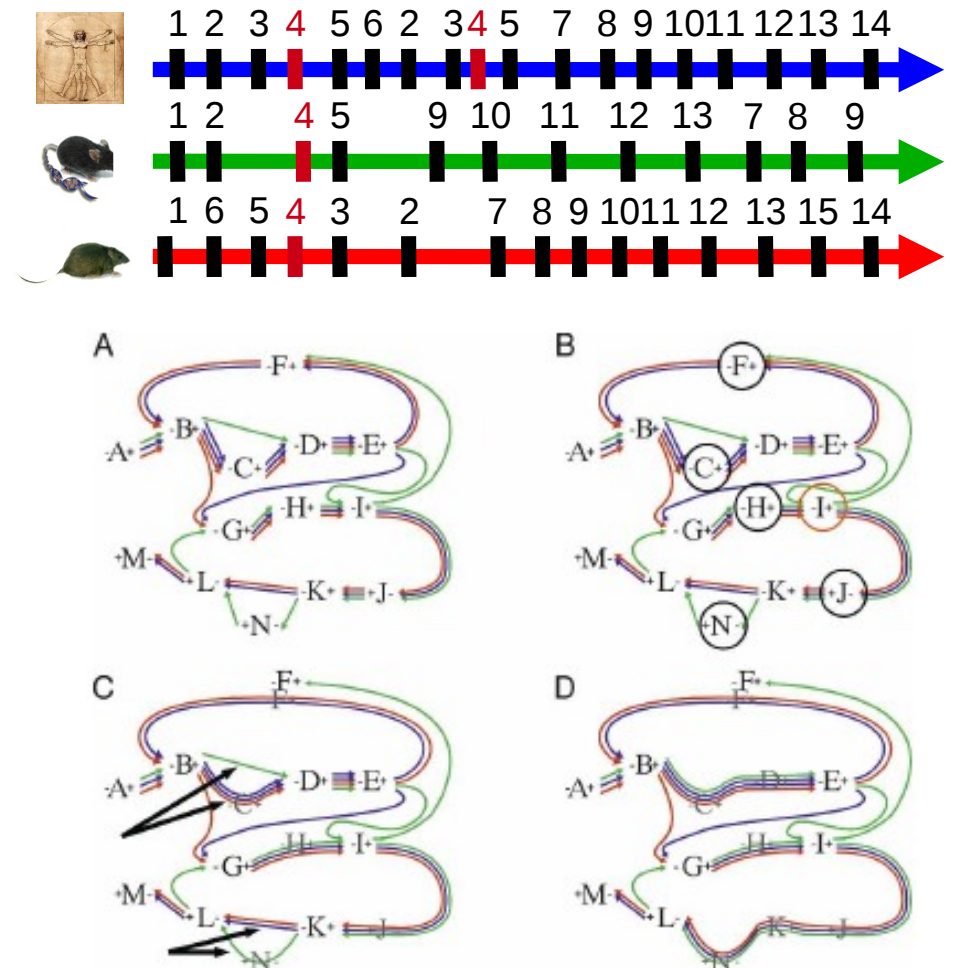 1 2 3 4 5 6 2 3 4 5 7 8 9 10 11 12 13 14
1 2 4 5 9 10 11 12 13 7 8 9
1 6 5 4 3 2 7 8 9 10 11 12 13 15 14
A
-F+
-B+
-A+
-C+
-D+
-E+
-G+
-H+
-I+
+M-
+L-
-K+
+J-
+N-
B
-F+
-B+
-A+
-C+
-D+
-E+
-G+
-H+
-I+
+M-
+L-
-K+
+J-
+N-
C
-F+
F
-B+
-A+
-C+
-D+
-E+
-G+
-H+
-I+
+M-
+L-
-K+
J-
N
D
-F+
F
-B+
-A+
-C+
-D+
-E+
-G+
-H+
-I+
+M-
+L-
K
J
N